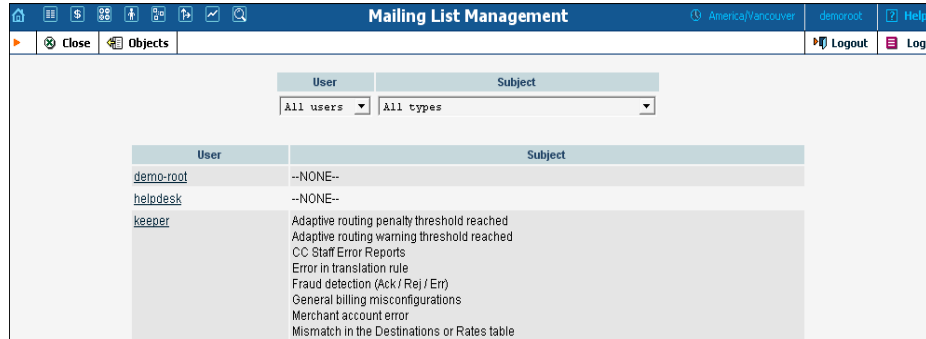 Mailing List Management
America/Vancouver
demoroot
? Help
Close
Objects
Logout
Log
User Subject
All users All types
User Subject
demo-root --NONE--
helpdesk --NONE--
keeper Adaptive routing penalty threshold reached
Adaptive routing warning threshold reached
CC Staff Error Reports
Error in translation rule
Fraud detection (Ack / Rej / Err)
General billing misconfigurations
Merchant account error
Mismatch in the Destinations or Rates table